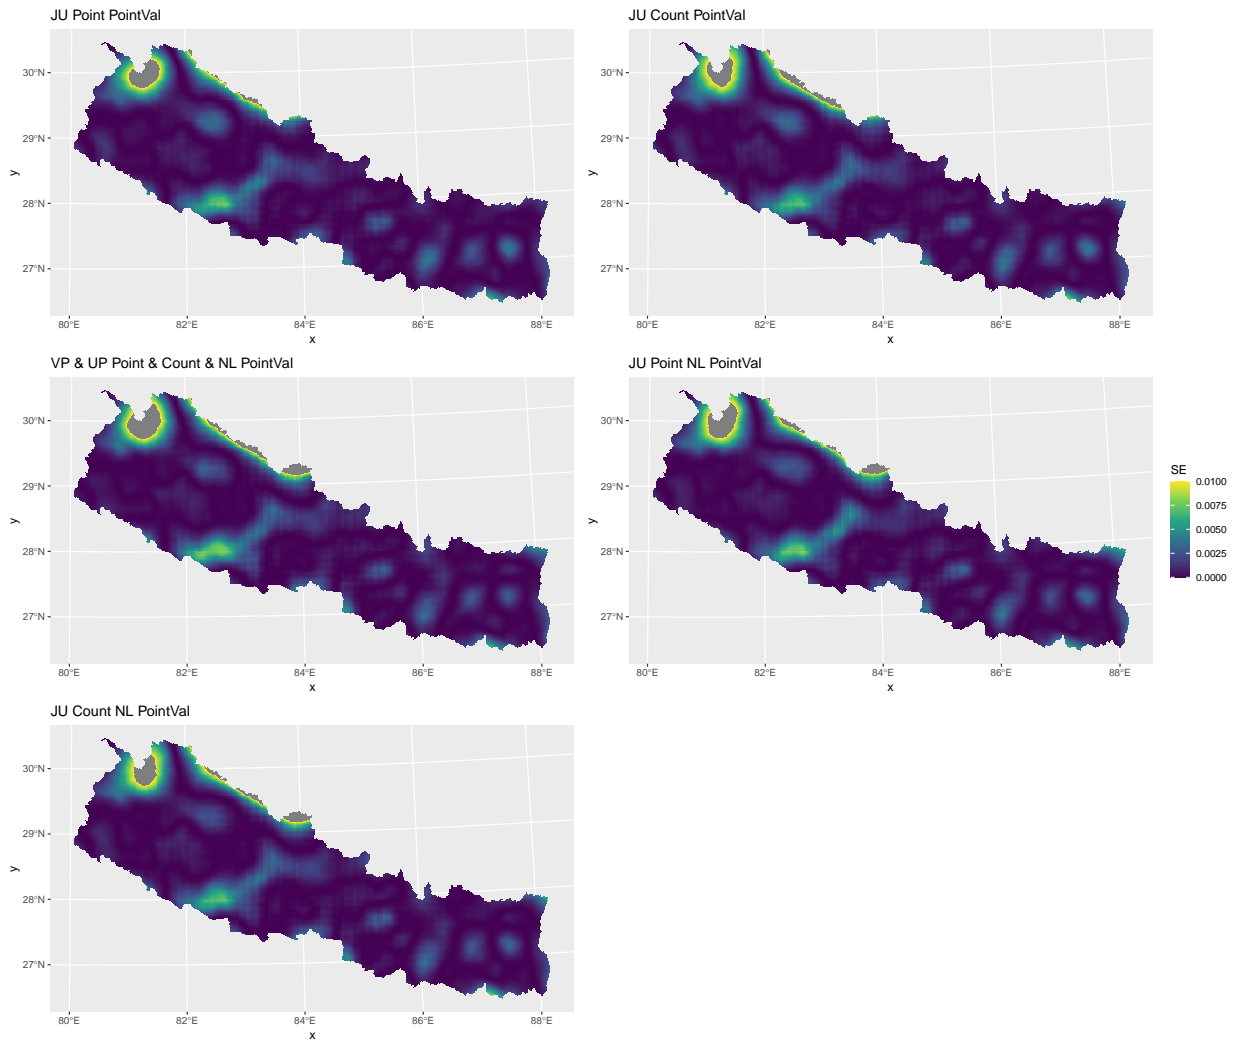 JU Point PointVal
30°N
29°N
28°N
27°N
y
80°E
82°E
84°E
86°E
88°E
x
JU Count PointVal
30°N
29°N
28°N
27°N
y
80°E
82°E
84°E
86°E
88°E
x
VP & UP Point & Count & NL PointVal
30°N
29°N
28°N
27°N
y
80°E
82°E
84°E
86°E
88°E
x
JU Point NL PointVal
30°N
29°N
28°N
27°N
y
80°E
82°E
84°E
86°E
88°E
x
SE
0.0100
0.0075
0.0050
0.0025
0.0000
JU Count NL PointVal
30°N
29°N
28°N
27°N
y
80°E
82°E
84°E
86°E
88°E
x